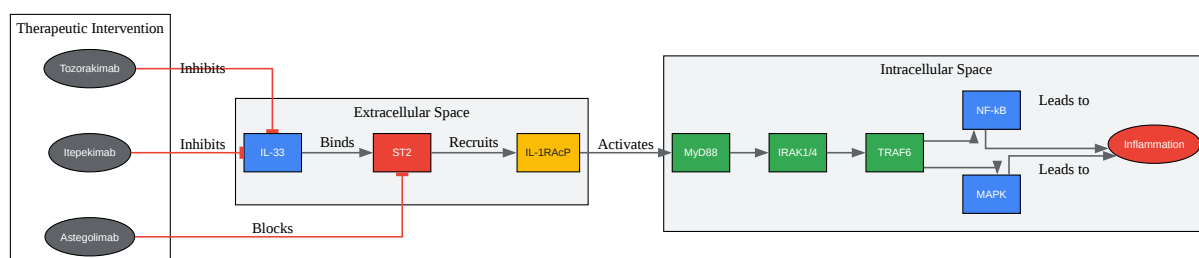 Therapeutic Intervention
Tozorakimab
Inhibits
Itepekimab
Inhibits
Astegolimab
Blocks
Extracellular Space
IL-33
Binds
ST2
Recruits
IL-1RAcP
Activates
Intracellular Space
MyD88
IRAK1/4
TRAF6
NF-kB
MAPK
Leads to
Leads to
Inflammation